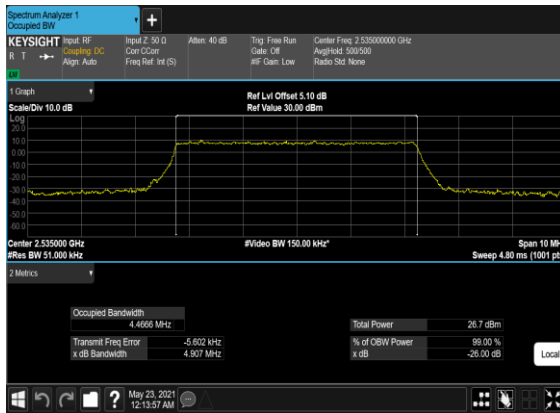 Spectrum Analyzer 1
Occupied BW
KEYSIGHT
R T
LXI
Input: RF
Coupling: DC
Align: Auto
Input Z: 50 Ω
Corr CCorr
Freq Ref: Int (S)
Atten: 40 dB
Trig: Free Run
Gate: Off
#IF Gain: Low
Center Freq: 2.535000000 GHz
Avg|Hold: 500/500
Radio Std: None
1 Graph
Scale/Div 10.0 dB
Ref Lvl Offset 5.10 dB
Ref Value 30.00 dBm
Log
20.0
10.0
0.00
-10.0
-20.0
-30.0
-40.0
-50.0
-60.0
Center 2.535000 GHz
#Res BW 51.000 kHz
#Video BW 150.00 kHz*
Span 10 MH
Sweep 4.80 ms (1001 pts
2 Metrics
Occupied Bandwidth
4.4666 MHz
Transmit Freq Error -5.602 kHz
x dB Bandwidth 4.907 MHz
Total Power 26.7 dBm
% of OBW Power 99.00 %
x dB -26.00 dB
Local
?
May 23, 2021
12:13:57 AM